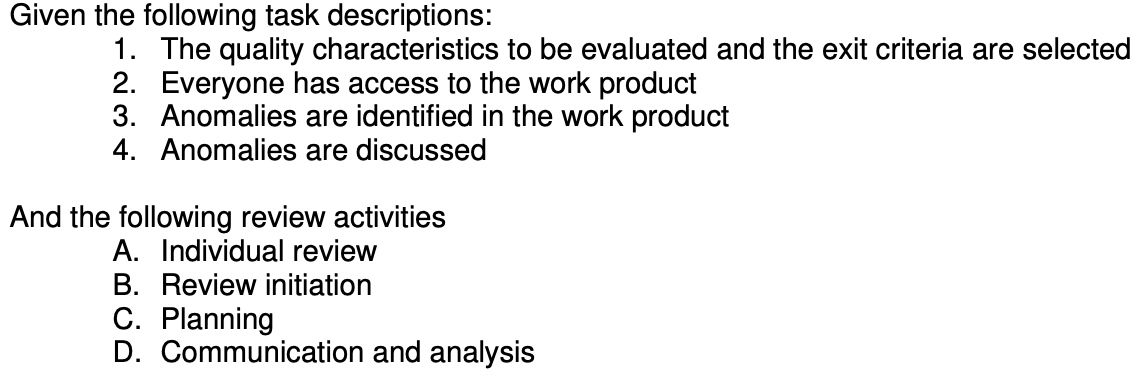 Given the following task descriptions:
1. The quality characteristics to be evaluated and the exit criteria are selected
2. Everyone has access to the work product
3. Anomalies are identified in the work product
4. Anomalies are discussed
And the following review activities
A. Individual review
B. Review initiation
C. Planning
D. Communication and analysis